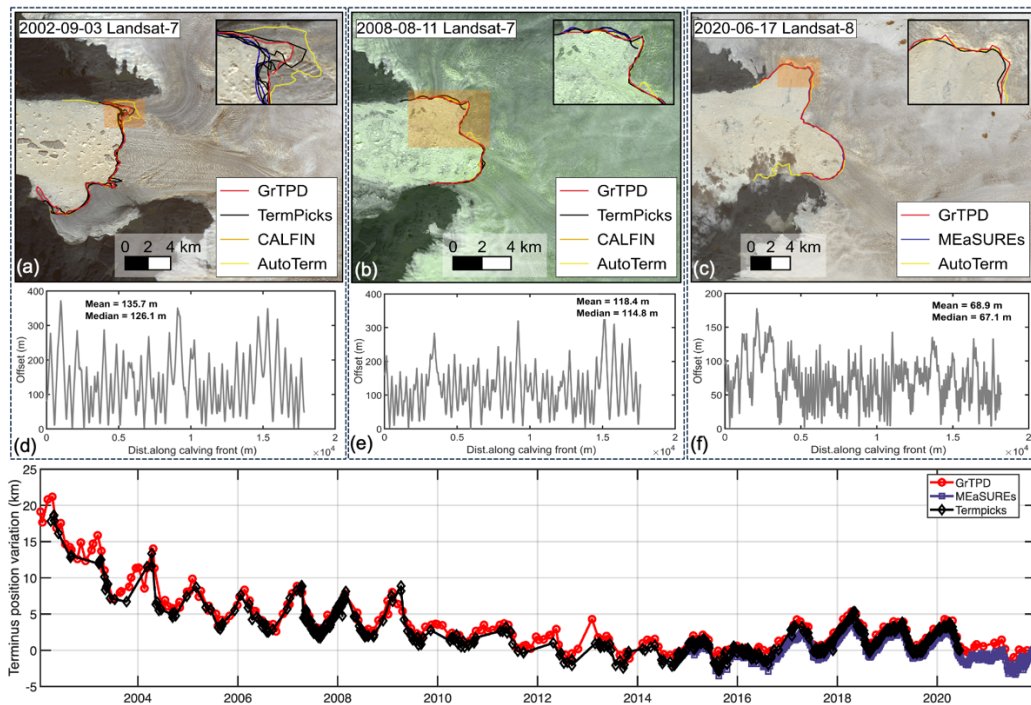 2002-09-03 Landsat-7
GrTPD
TermPicks
CALFIN
AutoTerm
0 2 4 km
(a)
2008-08-11 Landsat-7
GrTPD
TermPicks
CALFIN
AutoTerm
0 2 4 km
(b)
2020-06-17 Landsat-8
GrTPD
MEaSUREs
AutoTerm
0 2 4 km
(c)
Mean = 135.7 m
Median = 126.1 m
Offset (m)
400
300
200
100
0
0 0.5 1 1.5 2
×10⁴
Dist.along calving front (m)
(d)
Mean = 118.4 m
Median = 114.8 m
Offset (m)
400
300
200
100
0
0 0.5 1 1.5 2
×10⁴
Dist.along calving front (m)
(e)
Mean = 68.9 m
Median = 67.1 m
Offset (m)
200
150
100
50
0
0 0.5 1 1.5 2
×10⁴
Dist.along calving front (m)
(f)
Terminus position variation (km)
25
20
15
10
5
0
-5
GrTPD
MEaSUREs
Termpicks
2004 2006 2008 2010 2012 2014 2016 2018 2020